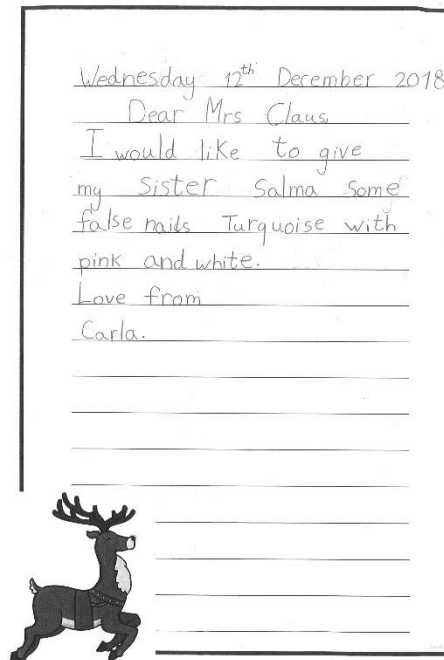 Wednesday 12th December 2018
Dear Mrs Claus,
I would like to give
my sister Salma some
false nails Turquoise with
pink and white.
Love from
Carla.